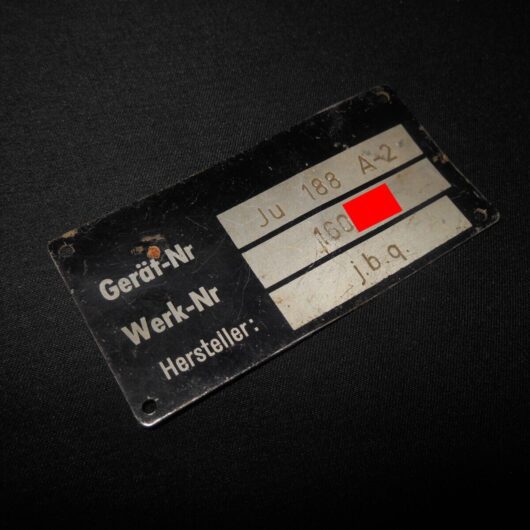 Gerät-Nr Ju 188 A-2
Werk-Nr 160
Hersteller: j.b.q.